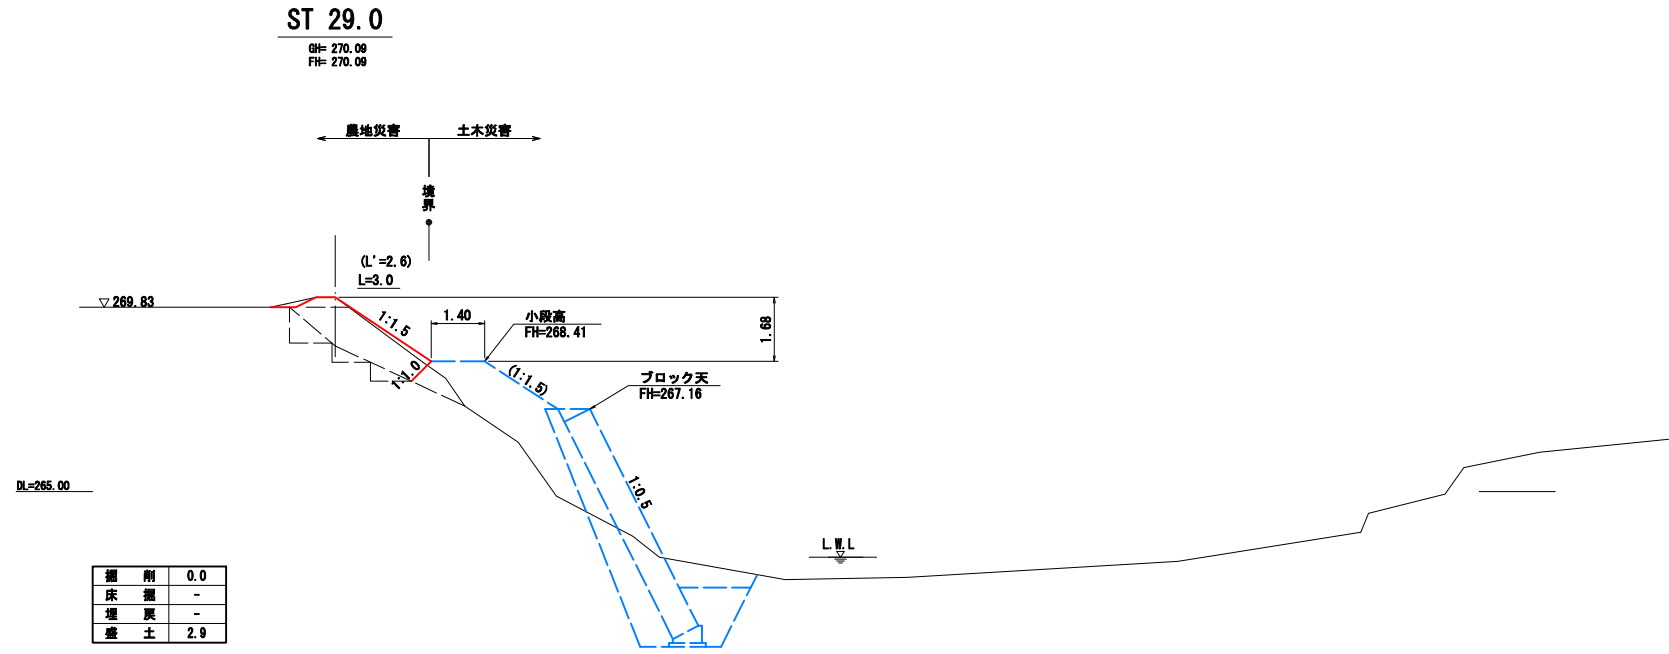 ST 29.0
GH= 270.09
FH= 270.09
農地災害
土木災害
境界
(L'=2.6)
L=3.0
269.83
1:1.5
1.40
小段高
FH=268.41
1.68
1:1.0
(1:1.5)
ブロック天
FH=267.16
1:0.5
DL=265.00
L.W.L
掘 削 0.0
床 掘 -
埋 戻 -
盛 土 2.9